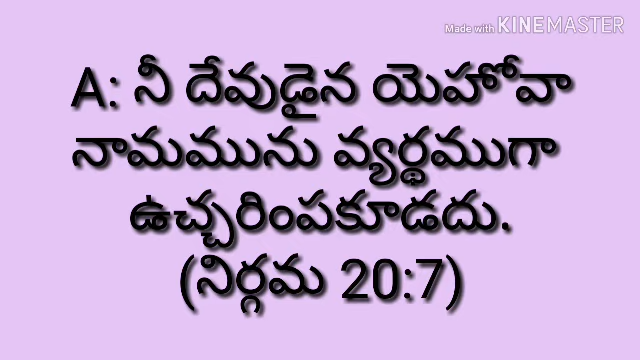 Made with KINEMASTER
A: నీ దేవుడైన యెహోవా
నామమును వ్యర్థముగా
ఉచ్చరింపకూడదు.
(నిర్గమ 20:7)